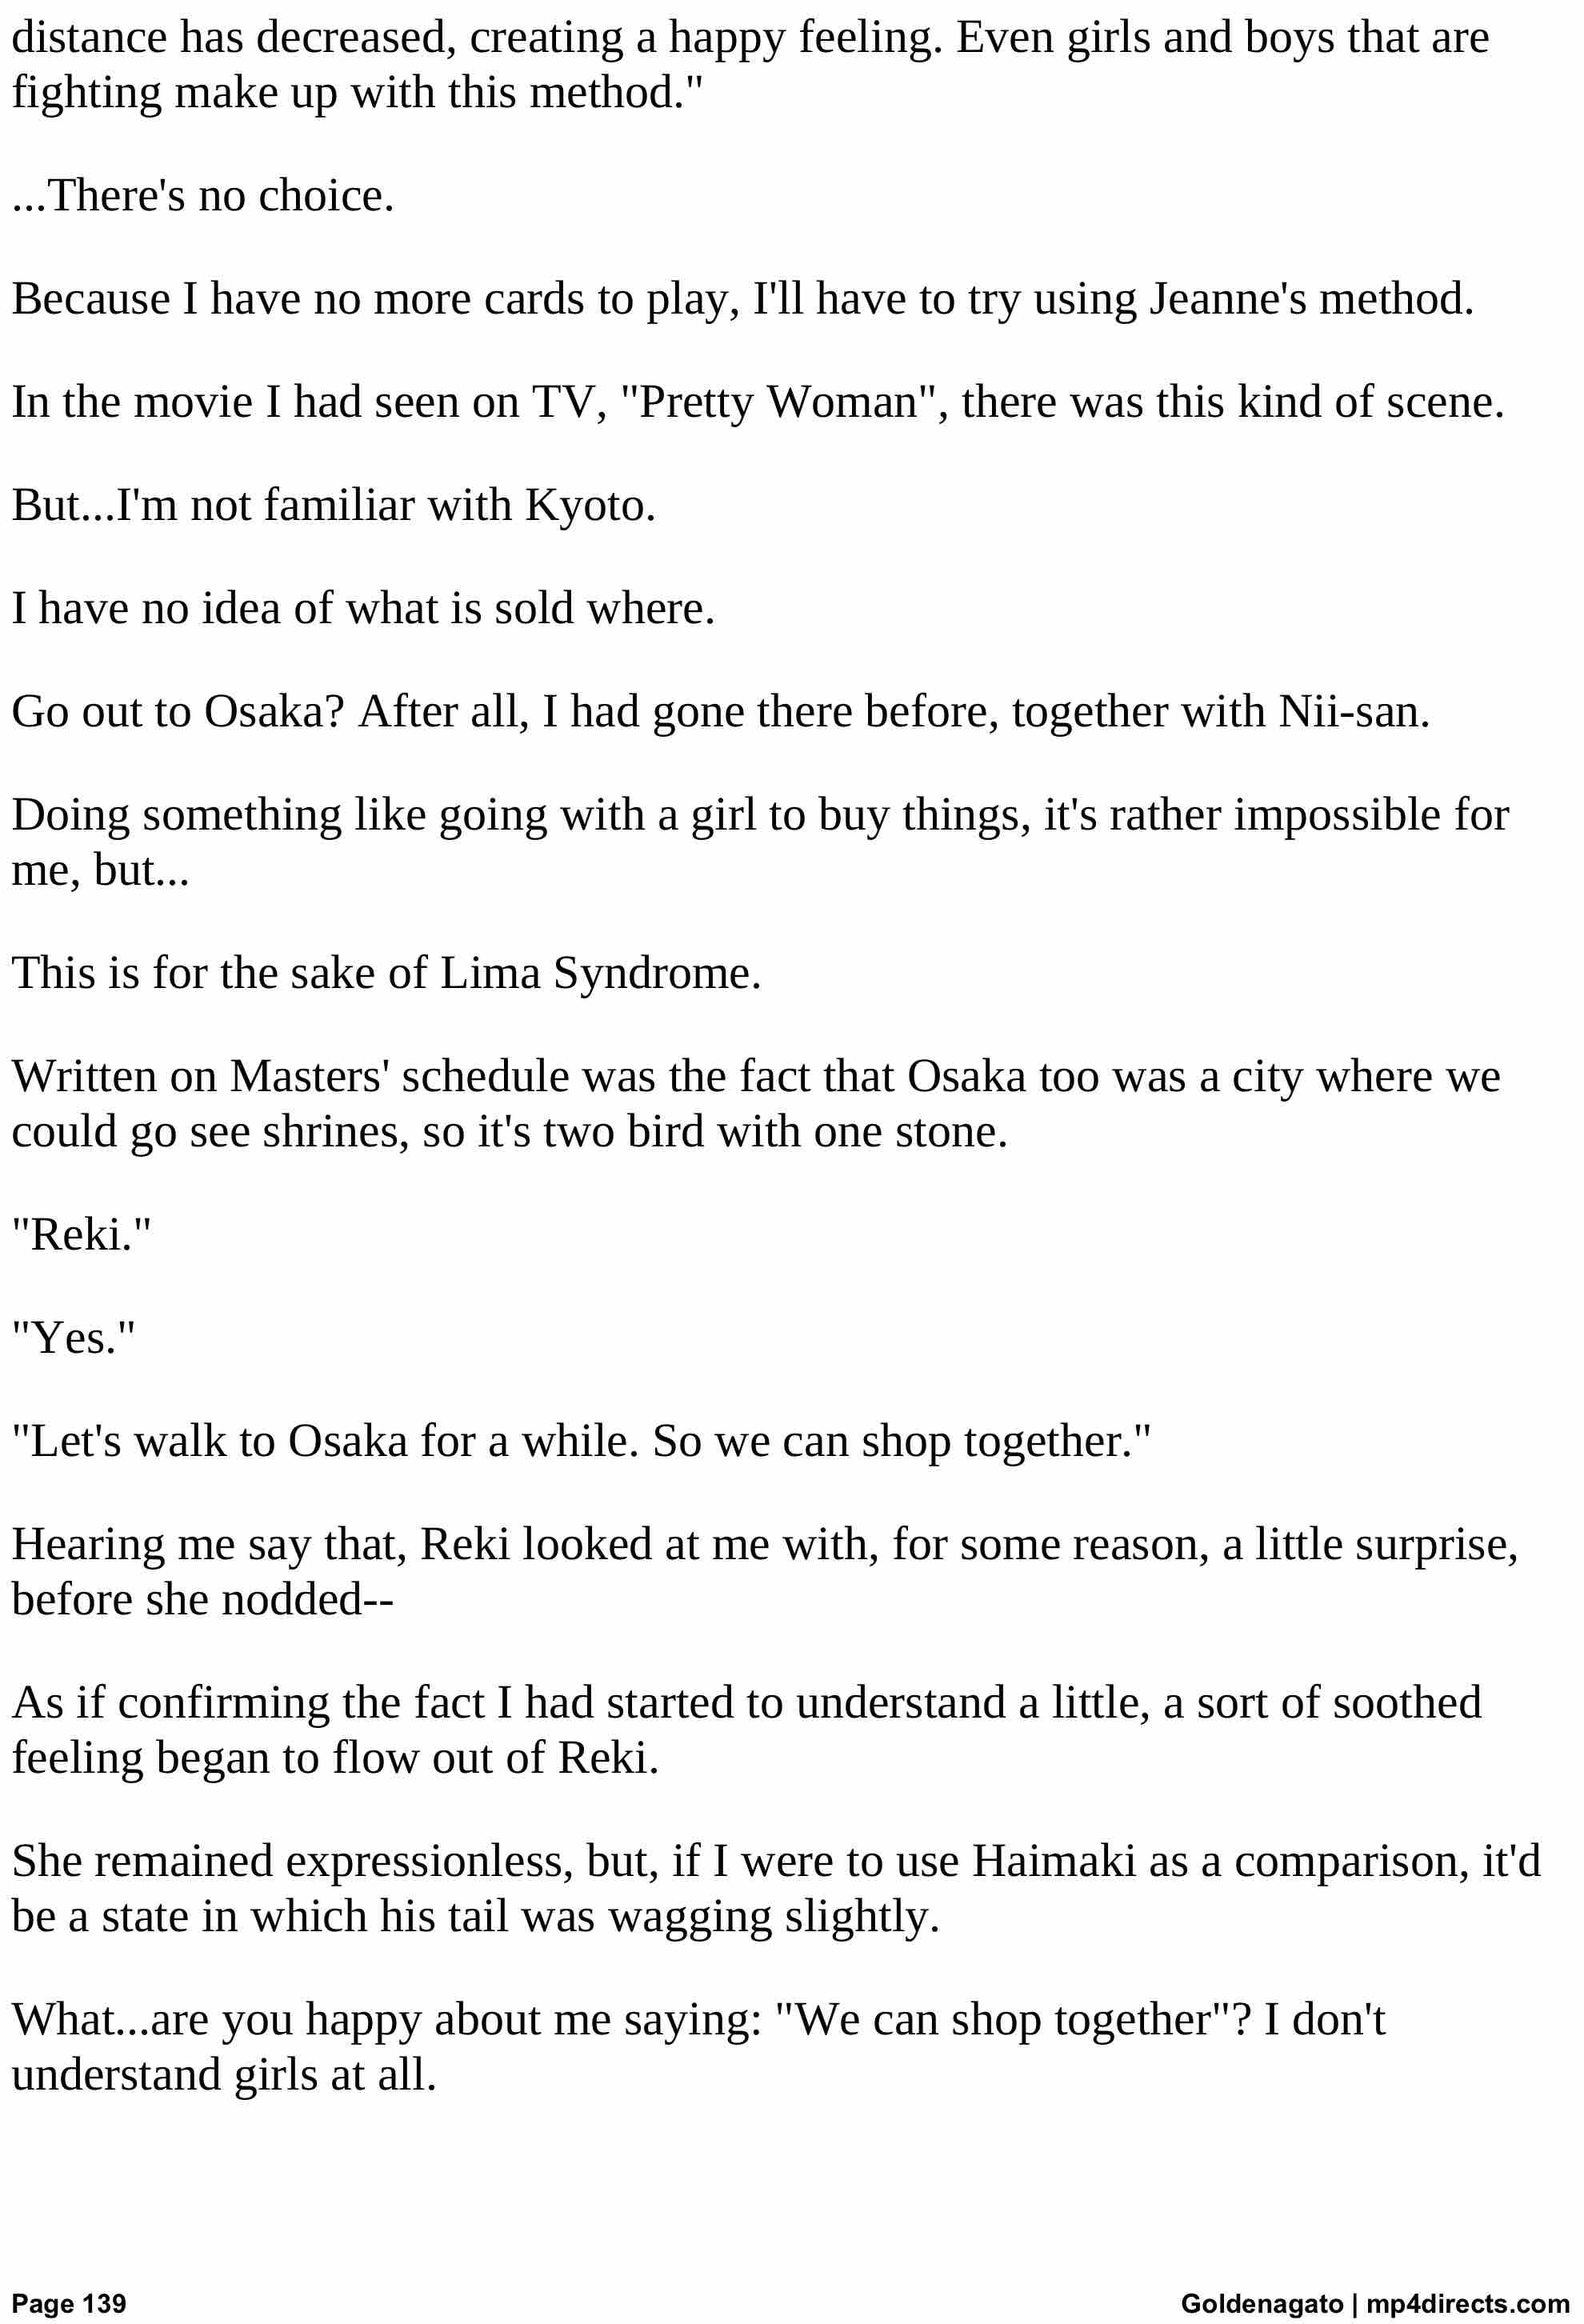 distance has decreased, creating a happy feeling. Even girls and boys that are
fighting make up with this method."
...There's no choice.
Because I have no more cards to play, I'll have to try using Jeanne's method.
In the movie I had seen on TV, "Pretty Woman", there was this kind of scene.
But...I'm not familiar with Kyoto.
I have no idea of what is sold where.
Go out to Osaka? After all, I had gone there before, together with Nii-san.
Doing something like going with a girl to buy things, it's rather impossible for
me, but...
This is for the sake of Lima Syndrome.
Written on Masters' schedule was the fact that Osaka too was a city where we
could go see shrines, so it's two bird with one stone.
"Reki."
"Yes."
"Let's walk to Osaka for a while. So we can shop together."
Hearing me say that, Reki looked at me with, for some reason, a little surprise,
before she nodded--
As if confirming the fact I had started to understand a little, a sort of soothed
feeling began to flow out of Reki.
She remained expressionless, but, if I were to use Haimaki as a comparison, it'd
be a state in which his tail was wagging slightly.
What...are you happy about me saying: "We can shop together"? I don't
understand girls at all.
Page 139 Goldenagato | mp4directs.com